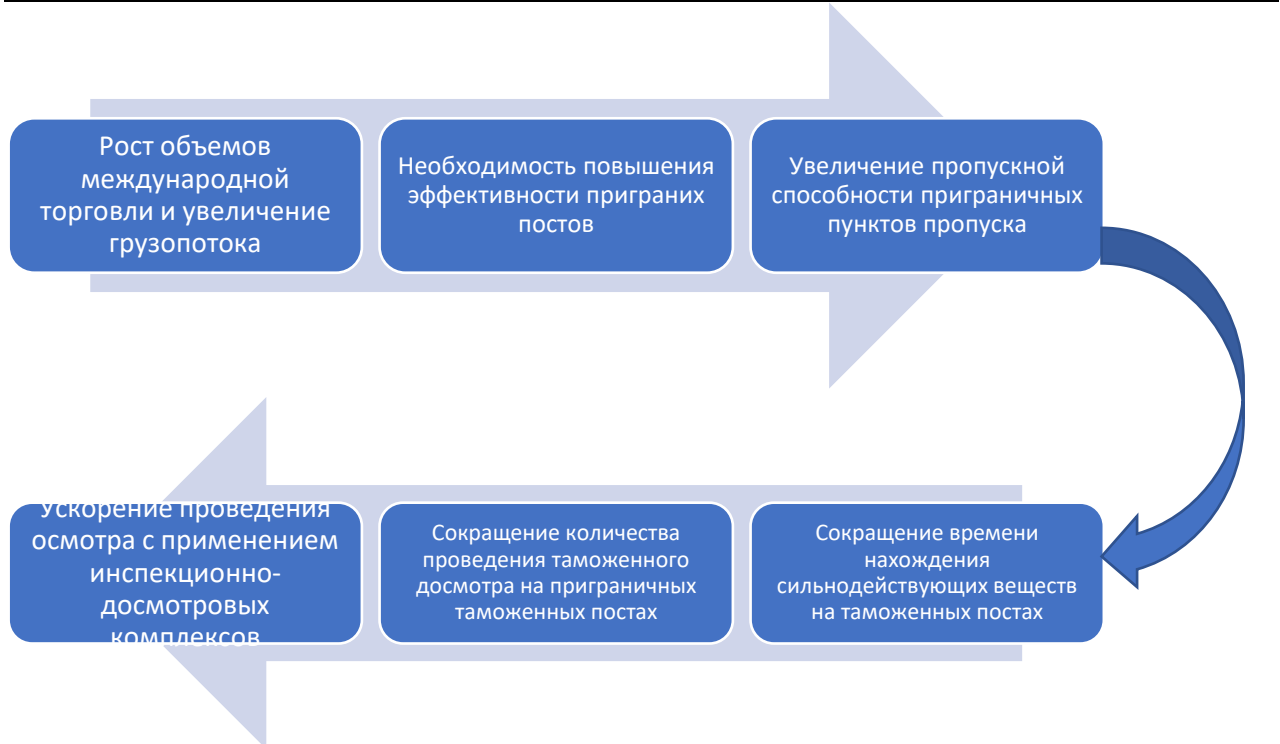 Рост объемов
международной
торговли и увеличение
грузопотока
Необходимость повышения
эффективности пригр​аних
постов
Увеличение пропускной
способности приграничных
пунктов пропуска
Сокращение времени
нахождения
сильнодействующих веществ
на таможенных постах
Сокращение количества
проведения таможенного
досмотра на приграничных
таможенных постах
Ускорение проведения
осмотра с применением
инспекционно-
досмотровых
комплексов